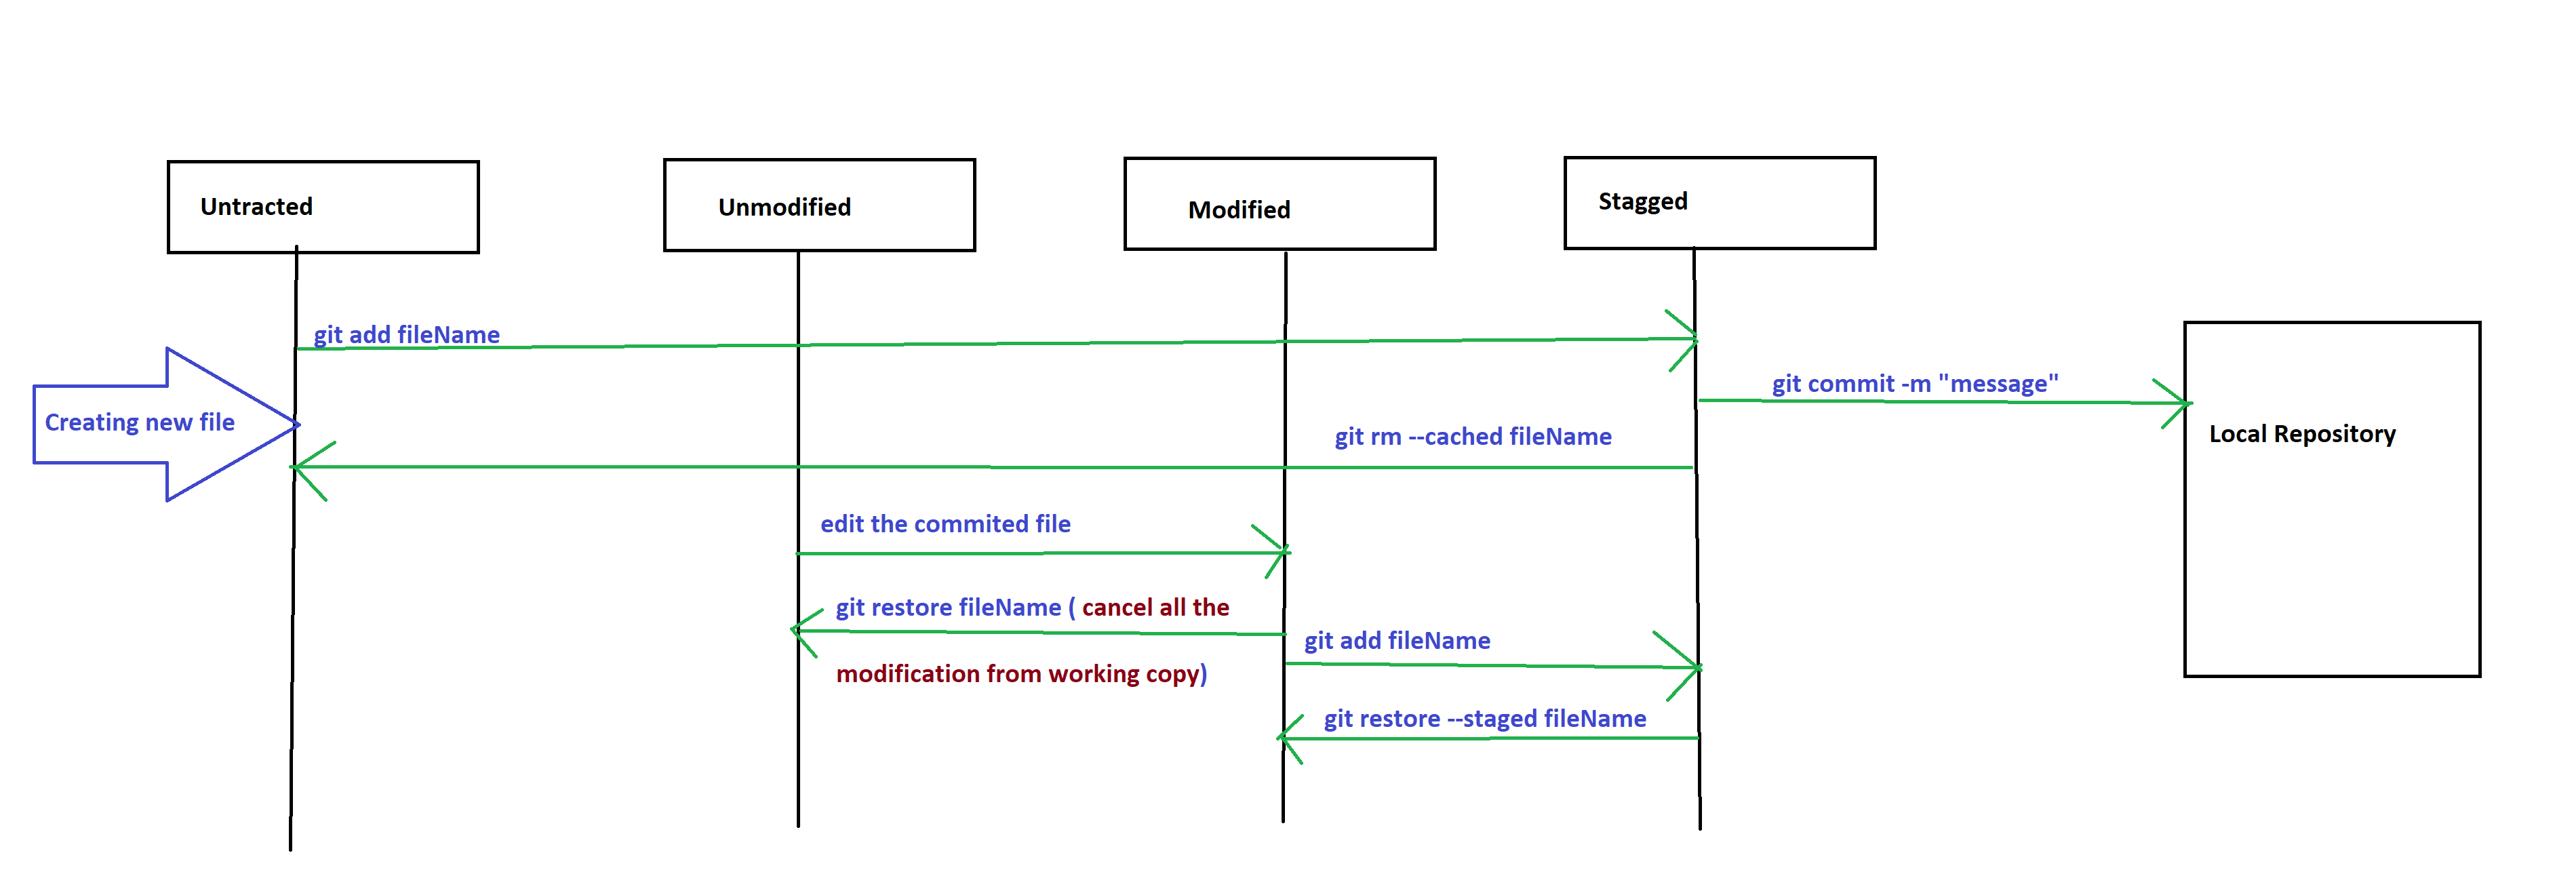 Untracted
Unmodified
Modified
Stagged
git add fileName
git commit -m "message"
Creating new file
git rm --cached fileName
Local Repository
edit the commited file
git restore fileName ( cancel all the
modification from working copy)
git add fileName
git restore --staged fileName